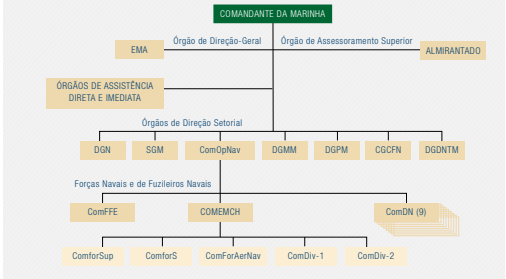 COMANDANTE DA MARINHA
Órgão de Direção-Geral
Órgão de Assessoramento Superior
EMA
ALMIRANTADO
ÓRGÃOS DE ASSISTÊNCIA
DIRETA E IMEDIATA
Órgãos de Direção Setorial
DGN
SGM
ComOpNav
DGMM
DGPM
CGCFN
DGDNTM
Forças Navais e de Fuzileiros Navais
ComFFE
COMEMCH
ComDN (9)
ComforSup
ComforS
ComForAerNav
ComDiv-1
ComDiv-2